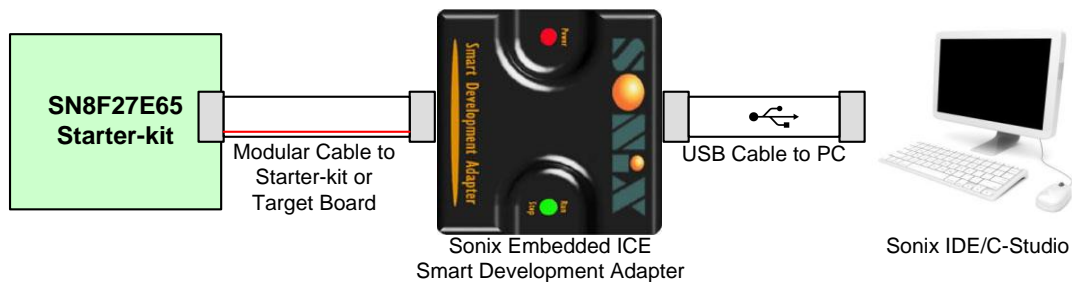 SN8F27E65
Starter-kit
Modular Cable to
Starter-kit or
Target Board
Smart Development Adapter
Power
SONiX
Run
Stop
Sonix Embedded ICE
Smart Development Adapter
USB Cable to PC
Sonix IDE/C-Studio